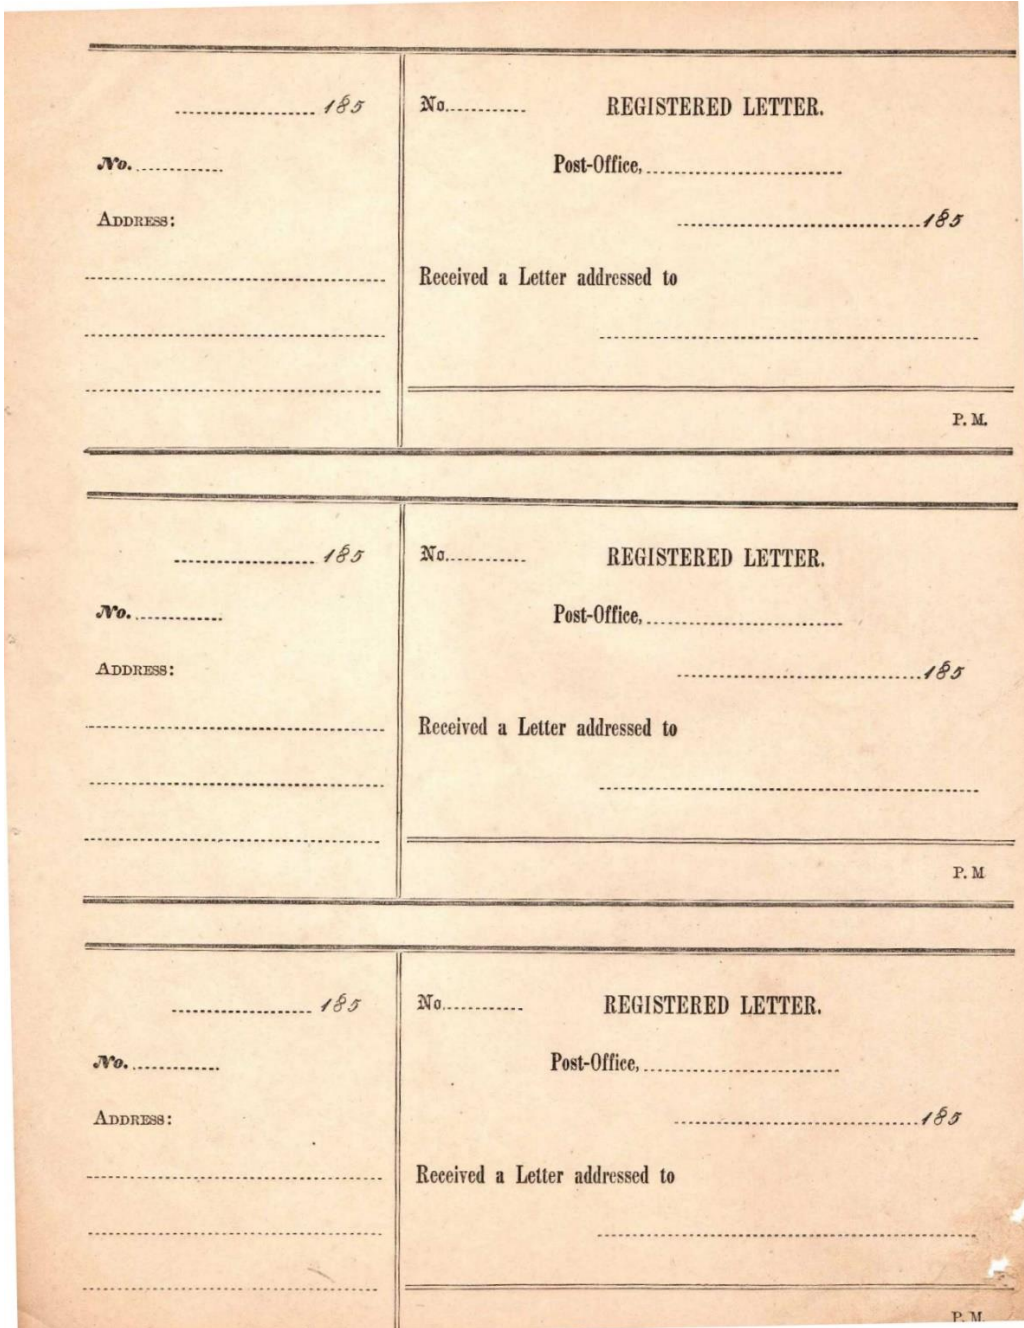 185
No.
ADDRESS:
No. REGISTERED LETTER.
Post-Office,
185
Received a Letter addressed to
P. M.
185
No.
ADDRESS:
No. REGISTERED LETTER.
Post-Office,
185
Received a Letter addressed to
P. M
185
No.
ADDRESS:
No. REGISTERED LETTER.
Post-Office,
185
Received a Letter addressed to
P. M.